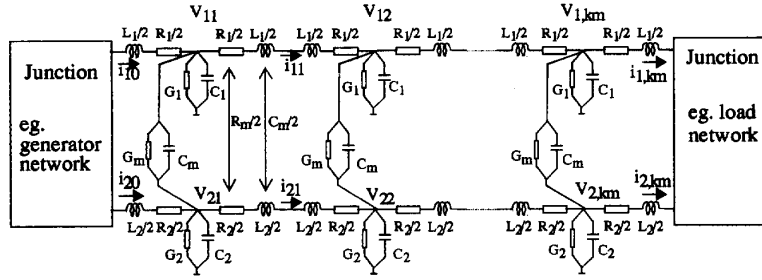 V11 V12 V1,km
L1/2 R1/2 R1/2 L1/2 L1/2 R1/2 R1/2 L1/2 L1/2 R1/2 R1/2 L1/2
Junction
eg.
generator
network
i10 i11 i1,km
G1 C1 G1 C1 G1 C1
Rm/2 Cm/2
Gm Cm Gm Cm Gm Cm
i20 V21 i21 V22 V2,km i2,km
L2/2 R2/2 R2/2 L2/2 L2/2 R2/2 R2/2 L2/2 L2/2 R2/2 R2/2 L2/2
G2 C2 G2 C2 G2 C2
Junction
eg. load
network